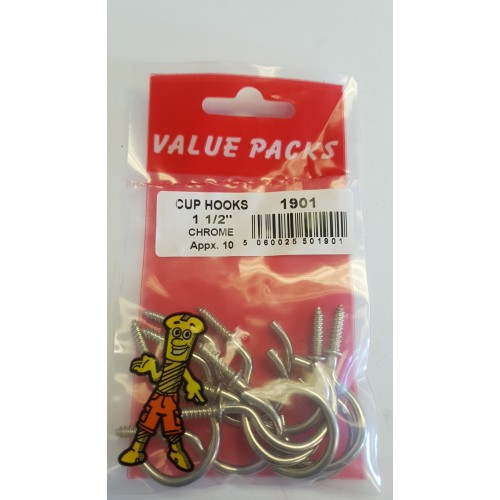 VALUE PACKS
CUP HOOKS 1901
1 1/2"
CHROME
Appx. 10
5 060025 501901